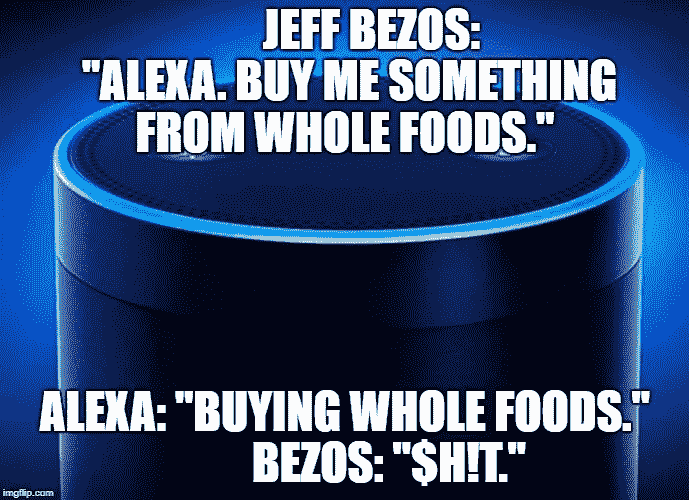 JEFF BEZOS:
"ALEXA. BUY ME SOMETHING
FROM WHOLE FOODS."
ALEXA: "BUYING WHOLE FOODS."
BEZOS: "$H!T."
imgflip.com